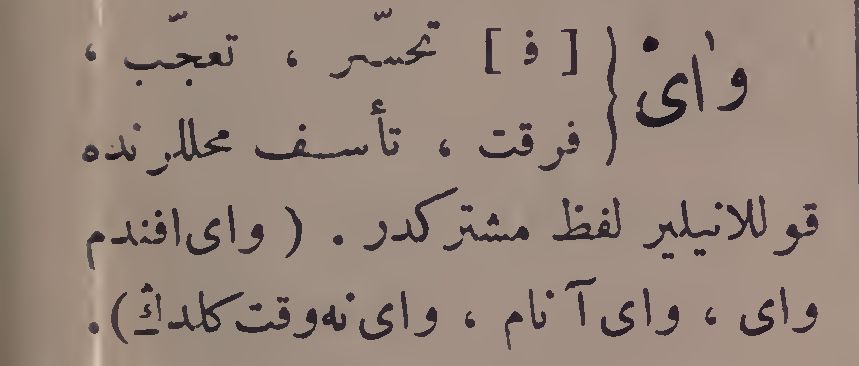 وای { [ ف ] تحسّر ، تعجّب ،
فرقت ، تأسف محللرنده
قوللانیلیر لفظ مشترکدر . ( وای افندم
وای ، وای آنام ، وای نه‌وقت کلدڭ ) .